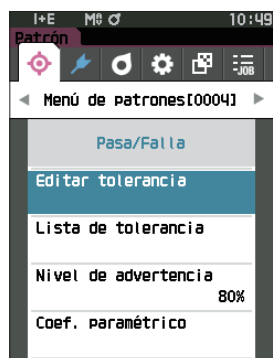 I+E M 10:49
Patrón
JOB
Menú de patrones[0004]
Pasa/Falla
Editar tolerancia
Lista de tolerancia
Nivel de advertencia
80%
Coef. paramétrico